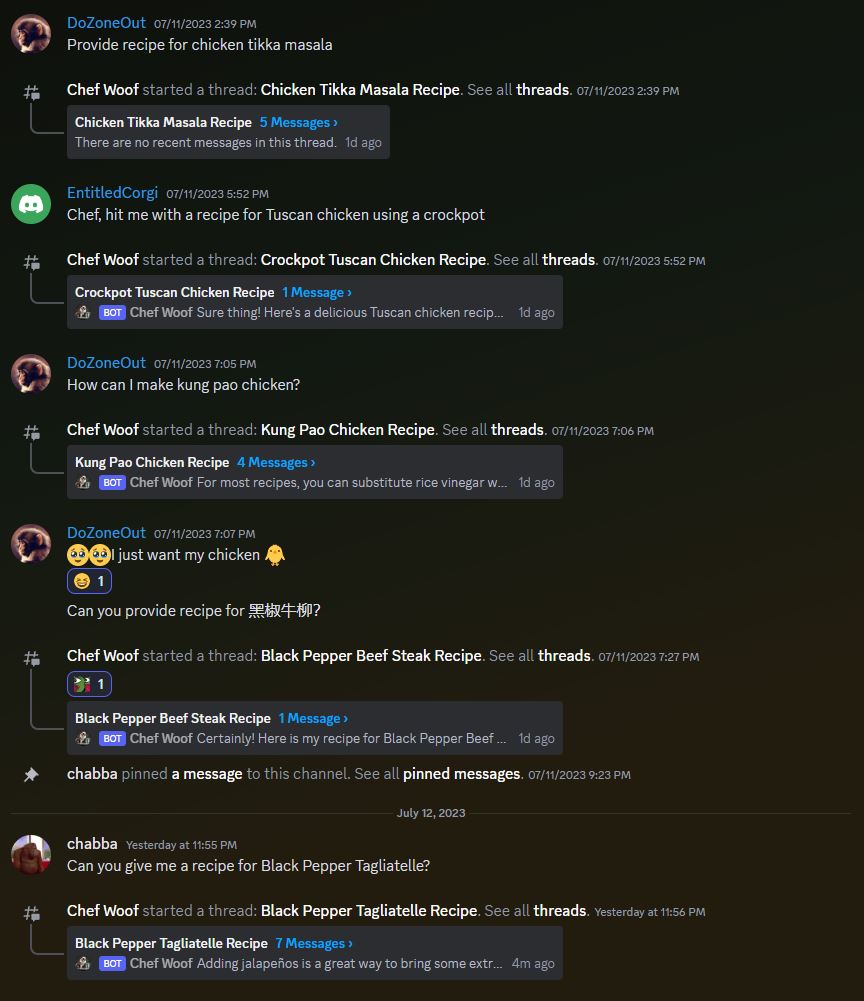 DoZoneOut 07/11/2023 2:39 PM
Provide recipe for chicken tikka masala
Chef Woof started a thread: Chicken Tikka Masala Recipe. See all threads. 07/11/2023 2:39 PM
Chicken Tikka Masala Recipe 5 Messages ›
There are no recent messages in this thread. 1d ago
EntitledCorgi 07/11/2023 5:52 PM
Chef, hit me with a recipe for Tuscan chicken using a crockpot
Chef Woof started a thread: Crockpot Tuscan Chicken Recipe. See all threads. 07/11/2023 5:52 PM
Crockpot Tuscan Chicken Recipe 1 Message ›
BOT Chef Woof Sure thing! Here's a delicious Tuscan chicken recip... 1d ago
DoZoneOut 07/11/2023 7:05 PM
How can I make kung pao chicken?
Chef Woof started a thread: Kung Pao Chicken Recipe. See all threads. 07/11/2023 7:06 PM
Kung Pao Chicken Recipe 4 Messages ›
BOT Chef Woof For most recipes, you can substitute rice vinegar w... 1d ago
DoZoneOut 07/11/2023 7:07 PM
🥹🥹I just want my chicken 🐥
😆 1
Can you provide recipe for 黑椒牛柳?
Chef Woof started a thread: Black Pepper Beef Steak Recipe. See all threads. 07/11/2023 7:27 PM
1
Black Pepper Beef Steak Recipe 1 Message ›
BOT Chef Woof Certainly! Here is my recipe for Black Pepper Beef ... 1d ago
chabba pinned a message to this channel. See all pinned messages. 07/11/2023 9:23 PM
July 12, 2023
chabba Yesterday at 11:55 PM
Can you give me a recipe for Black Pepper Tagliatelle?
Chef Woof started a thread: Black Pepper Tagliatelle Recipe. See all threads. Yesterday at 11:56 PM
Black Pepper Tagliatelle Recipe 7 Messages ›
BOT Chef Woof Adding jalapeños is a great way to bring some extr... 4m ago